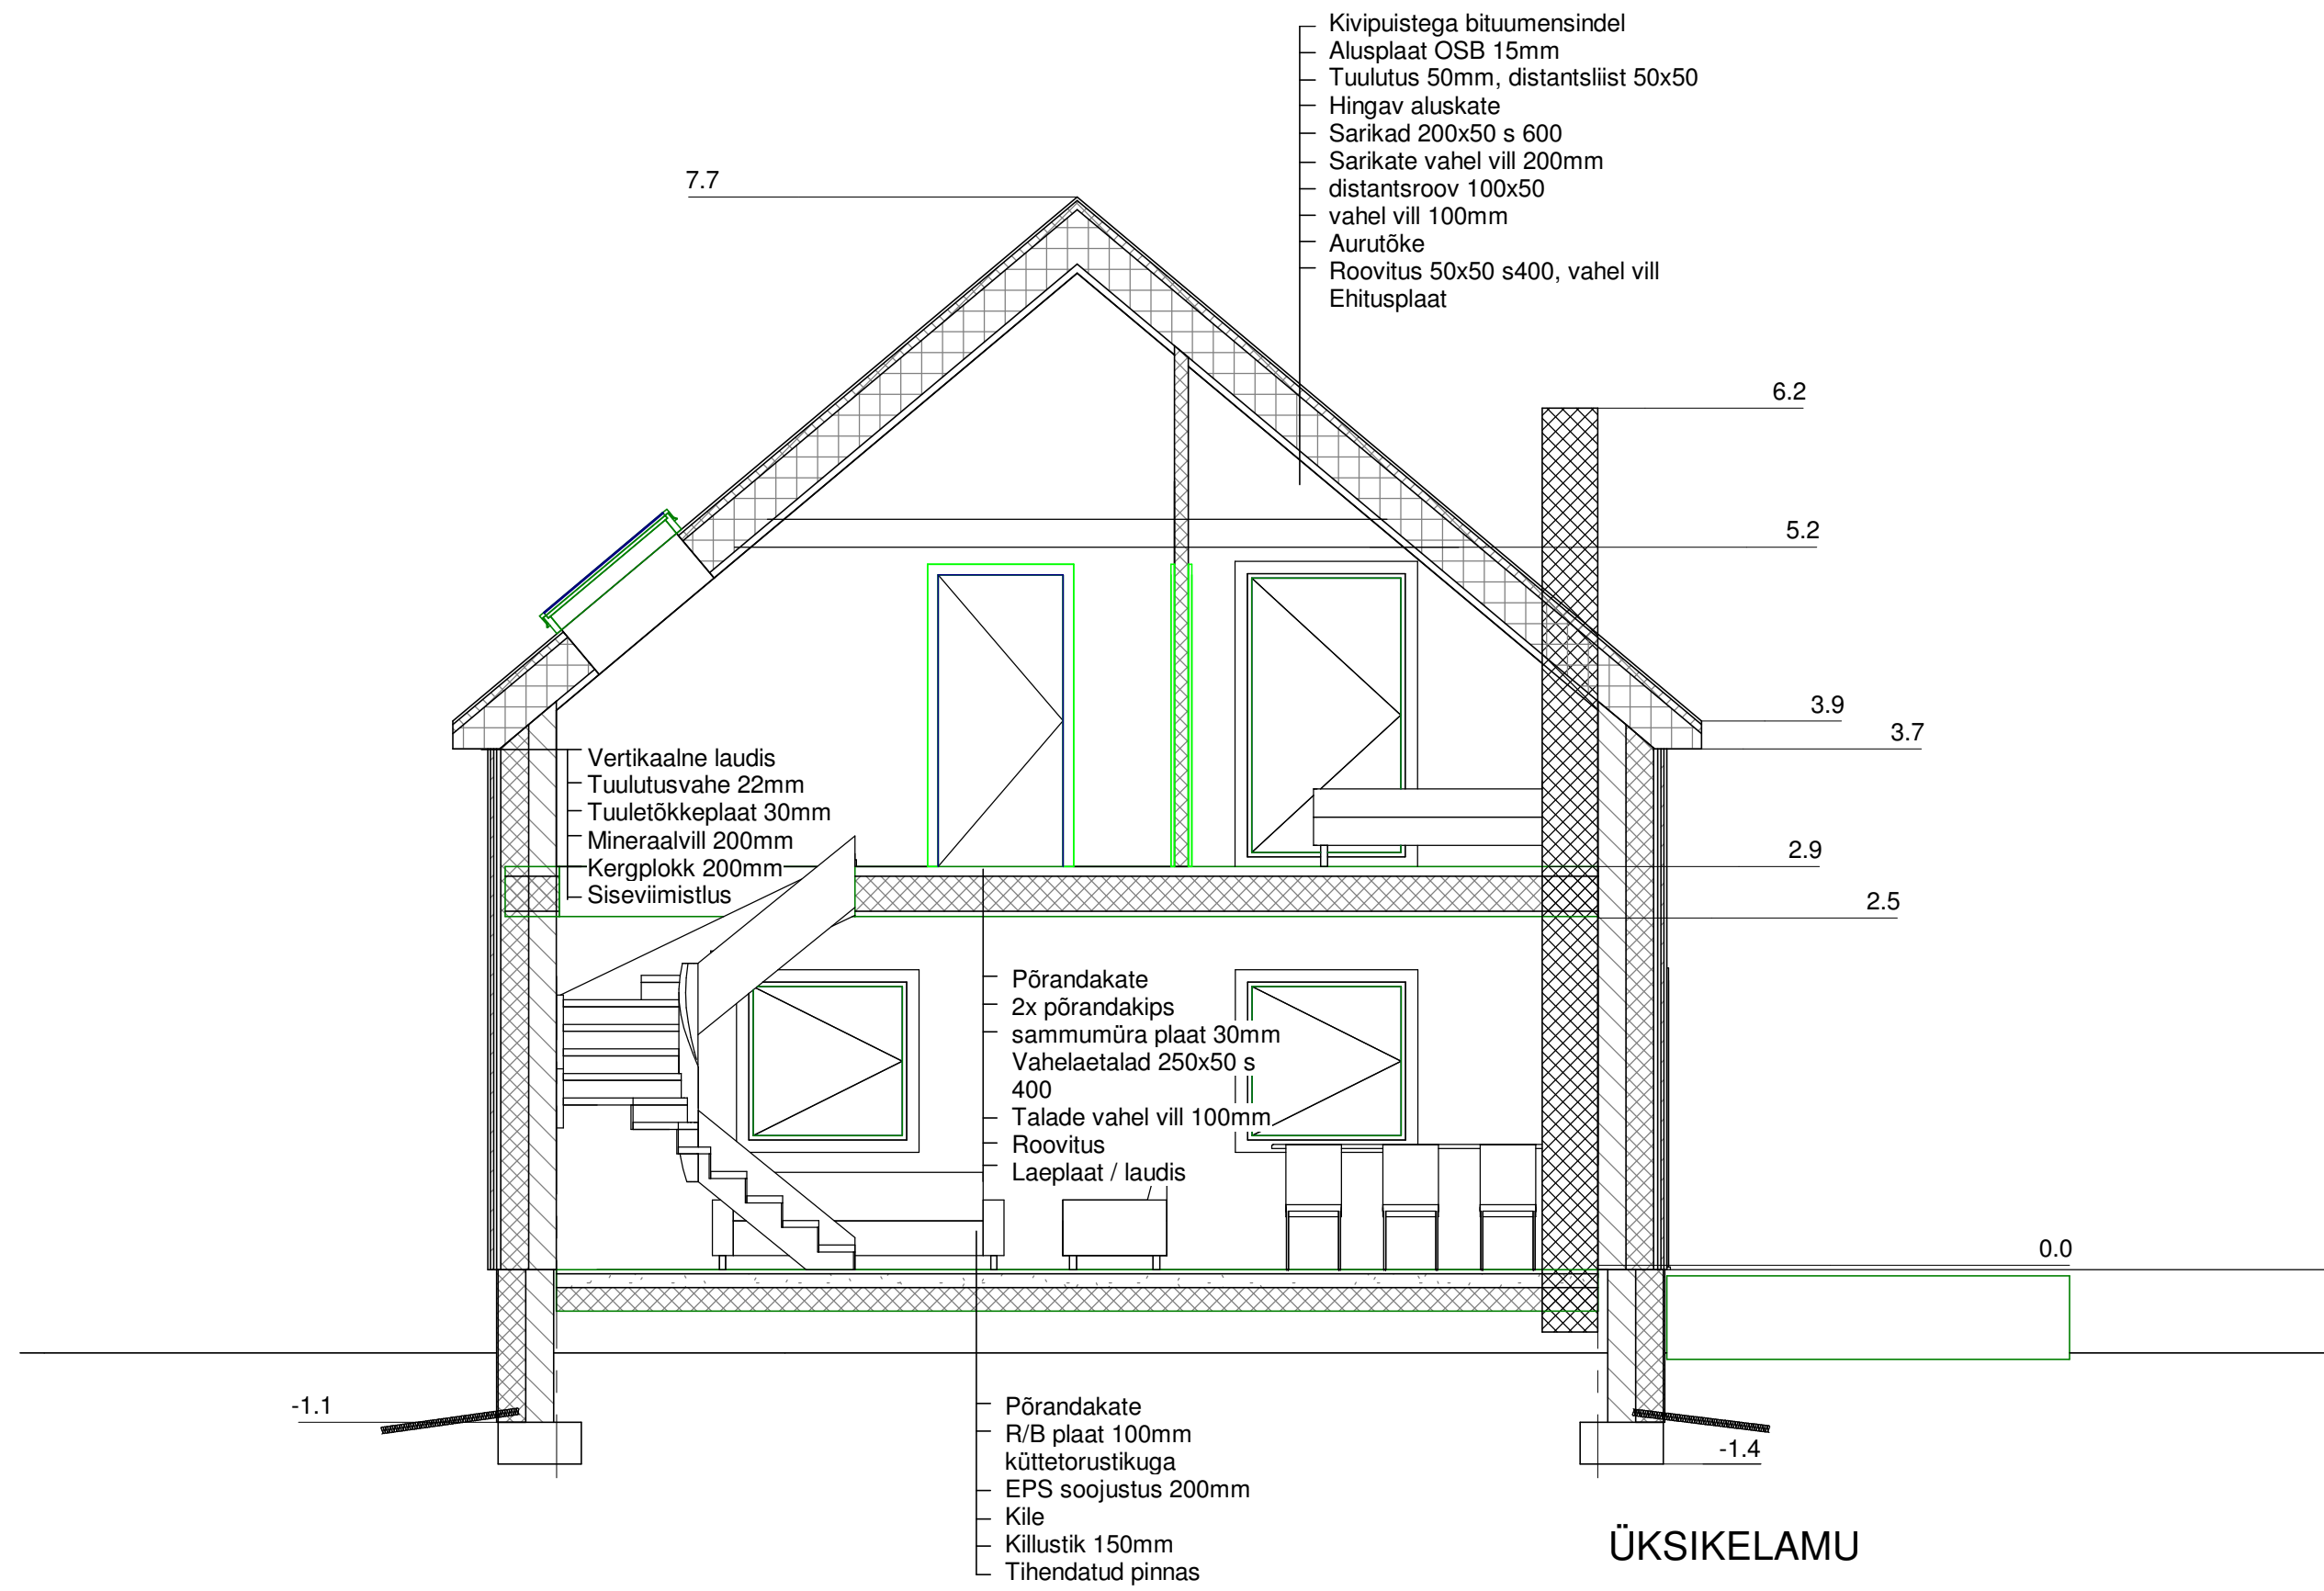 Kivipuistega bituumensindel
Alusplaat OSB 15mm
Tuulutus 50mm, distantsliist 50x50
Hingav aluskate
Sarikad 200x50 s 600
Sarikate vahel vill 200mm
distantsroov 100x50
vahel vill 100mm
Aurutõke
Roovitus 50x50 s400, vahel vill
Ehitusplaat
7.7
6.2
5.2
3.9
3.7
Vertikaalne laudis
Tuulutusvahe 22mm
Tuuletõkkeplaat 30mm
Mineraalvill 200mm
Kergplokk 200mm
Siseviimistlus
2.9
2.5
Põrandakate
2x põrandakips
sammumüra plaat 30mm
Vahelaetalad 250x50 s
400
Talade vahel vill 100mm
Roovitus
Laeplaat / laudis
0.0
-1.1
-1.4
Põrandakate
R/B plaat 100mm
küttetorustikuga
EPS soojustus 200mm
Kile
Killustik 150mm
Tihendatud pinnas
ÜKSIKELAMU